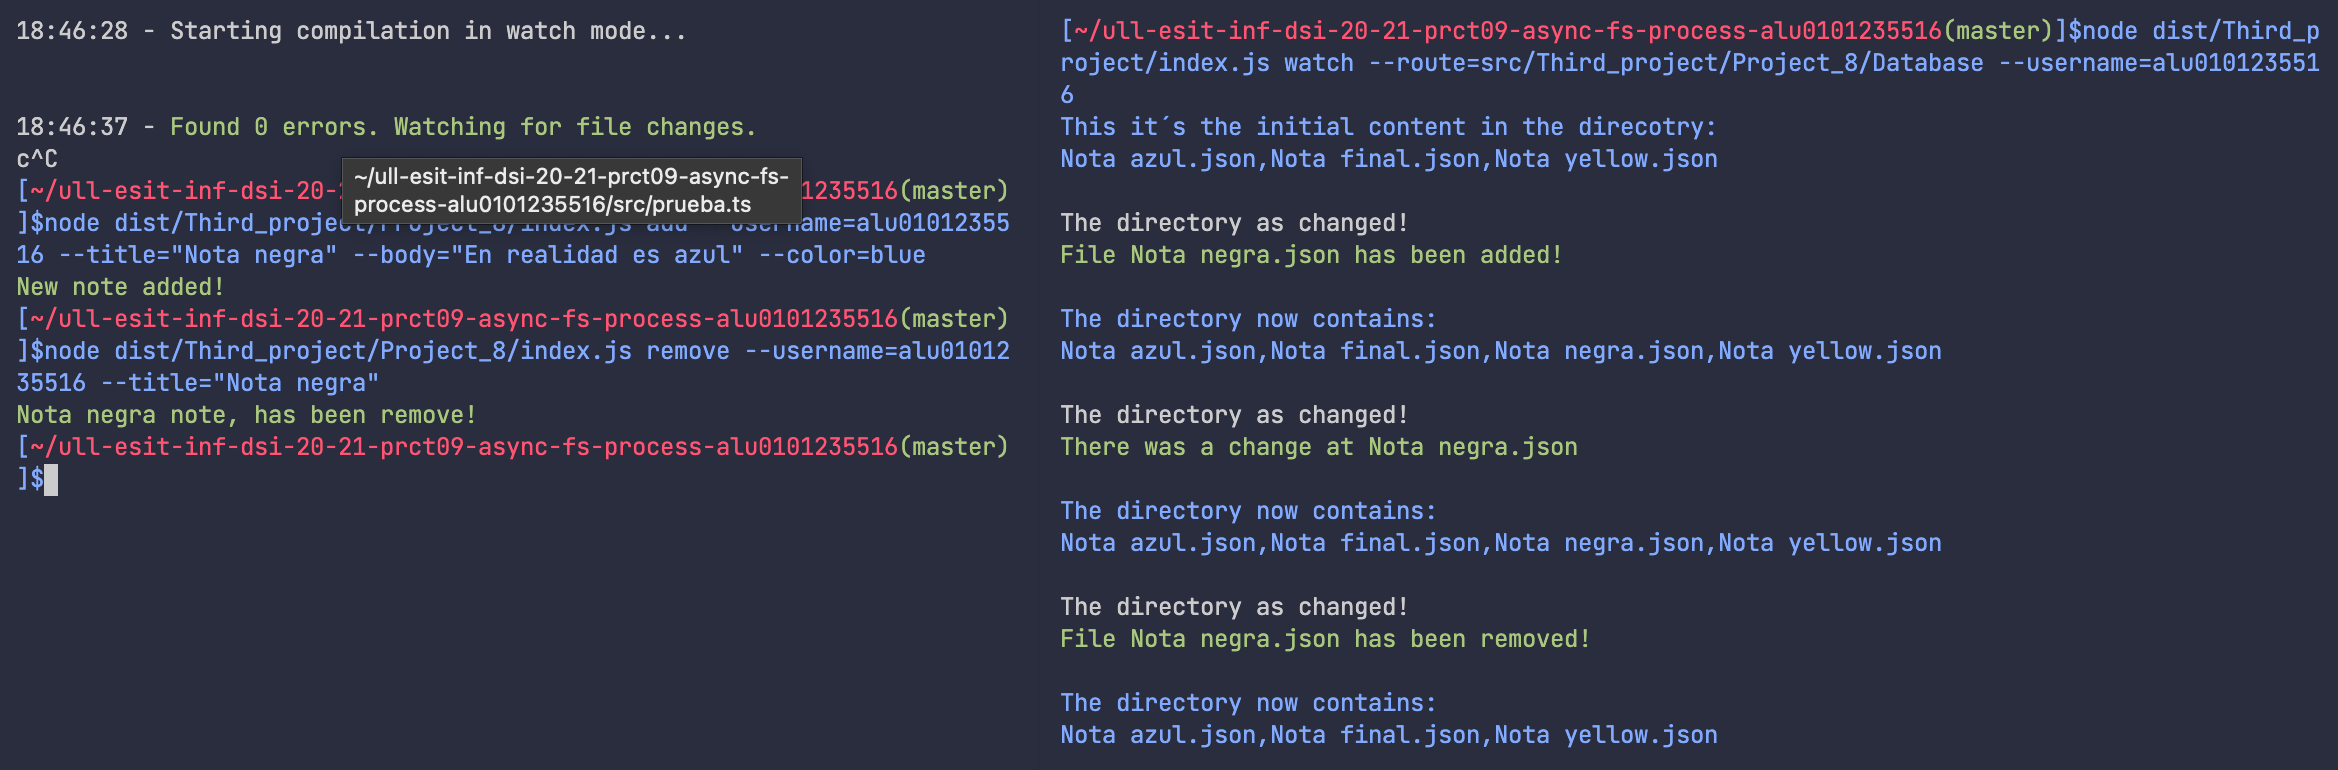 18:46:28 - Starting compilation in watch mode...
18:46:37 - Found 0 errors. Watching for file changes.
c^C
[~/ull-esit-inf-dsi-20- 1235516(master)
]$node dist/Third_project/Project_8/index.js add --username=alu01012355
16 --title="Nota negra" --body="En realidad es azul" --color=blue
New note added!
[~/ull-esit-inf-dsi-20-21-prct09-async-fs-process-alu0101235516(master)
]$node dist/Third_project/Project_8/index.js remove --username=alu01012
35516 --title="Nota negra"
Nota negra note, has been remove!
[~/ull-esit-inf-dsi-20-21-prct09-async-fs-process-alu0101235516(master)
]$
~/ull-esit-inf-dsi-20-21-prct09-async-fs-
process-alu0101235516/src/prueba.ts
[~/ull-esit-inf-dsi-20-21-prct09-async-fs-process-alu0101235516(master)]$node dist/Third_p
roject/index.js watch --route=src/Third_project/Project_8/Database --username=alu010123551
6
This it´s the initial content in the direcotry:
Nota azul.json,Nota final.json,Nota yellow.json
The directory as changed!
File Nota negra.json has been added!
The directory now contains:
Nota azul.json,Nota final.json,Nota negra.json,Nota yellow.json
The directory as changed!
There was a change at Nota negra.json
The directory now contains:
Nota azul.json,Nota final.json,Nota negra.json,Nota yellow.json
The directory as changed!
File Nota negra.json has been removed!
The directory now contains:
Nota azul.json,Nota final.json,Nota yellow.json